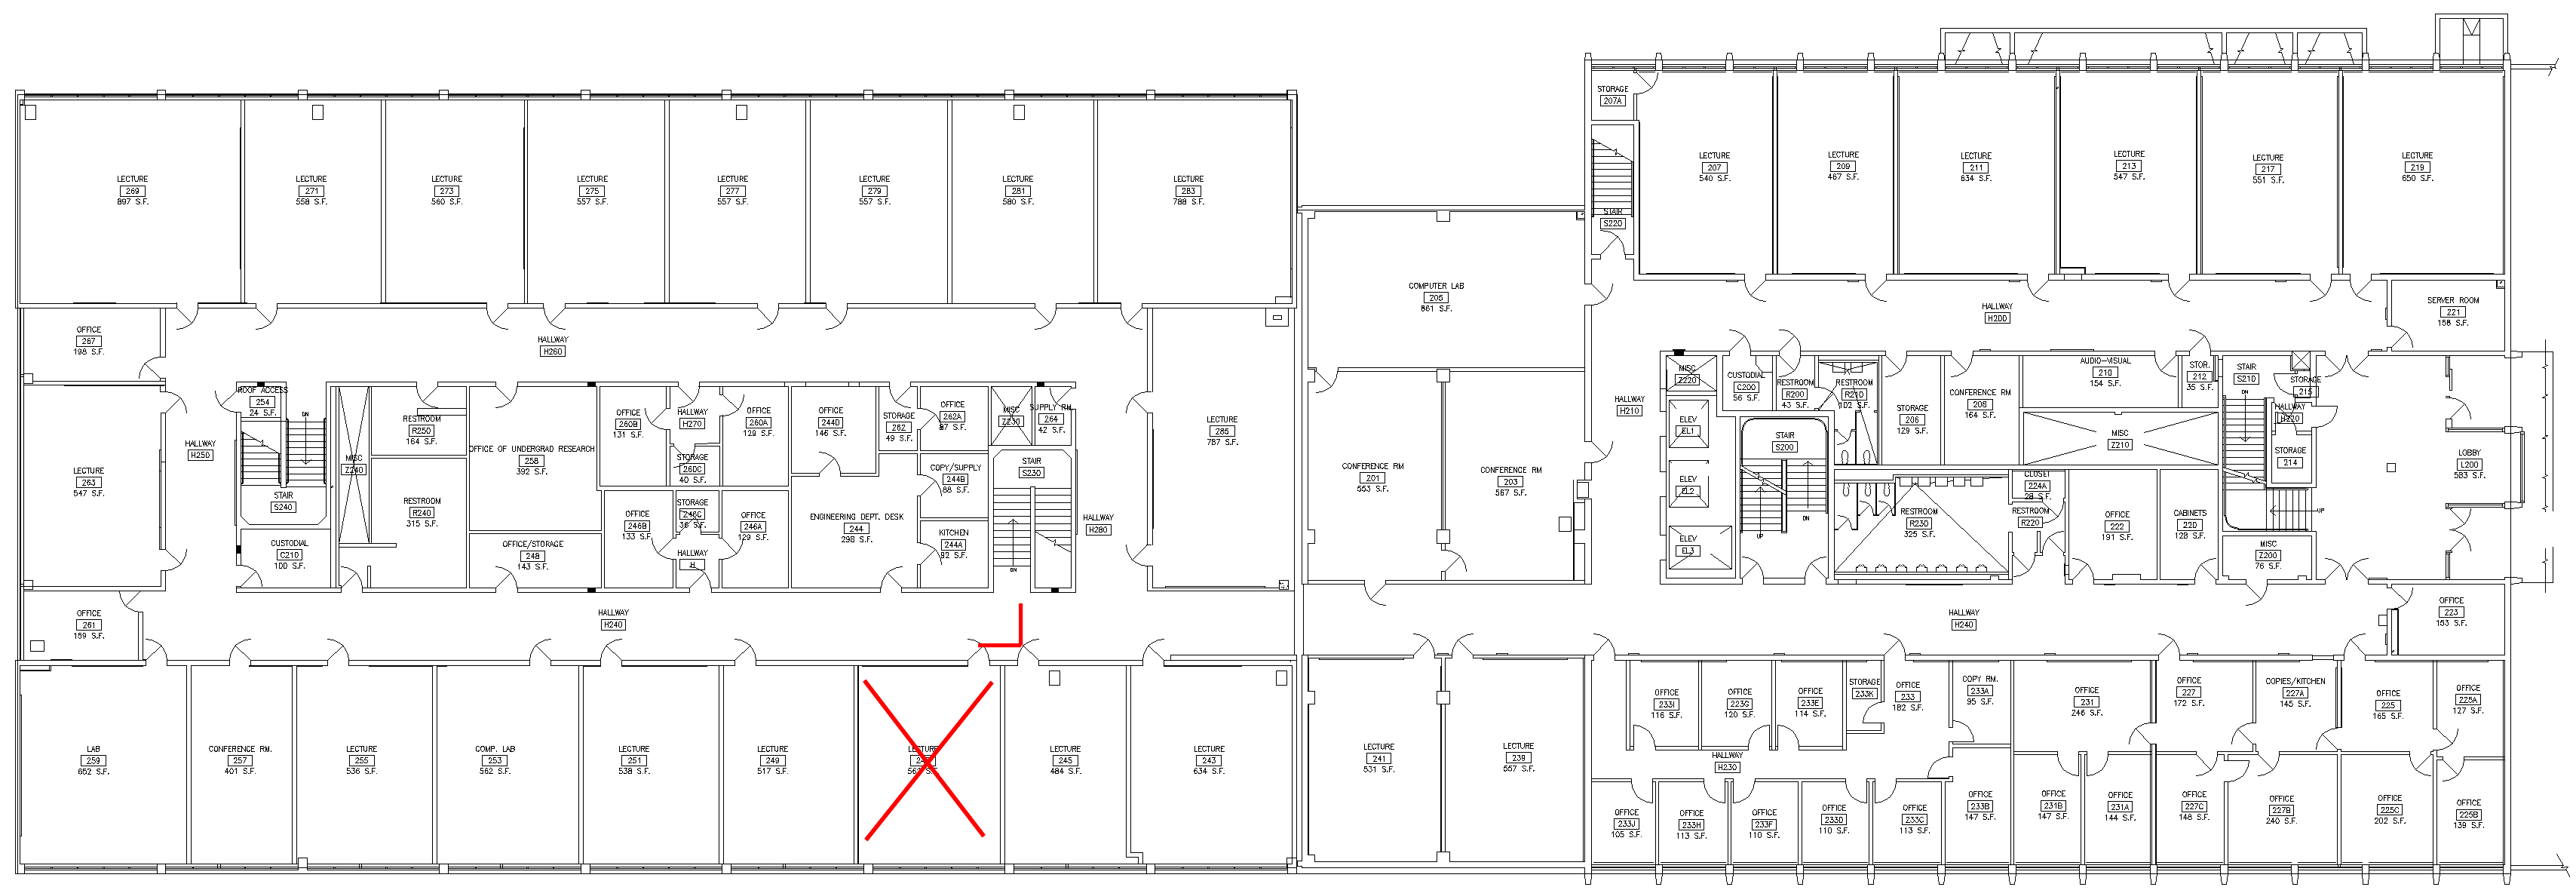 STORAGE
207A
LECTURE
269
897 S.F.
LECTURE
271
558 S.F.
LECTURE
273
560 S.F.
LECTURE
275
557 S.F.
LECTURE
277
557 S.F.
LECTURE
279
557 S.F.
LECTURE
281
580 S.F.
LECTURE
283
788 S.F.
LECTURE
207
540 S.F.
LECTURE
209
467 S.F.
LECTURE
211
634 S.F.
LECTURE
213
547 S.F.
LECTURE
217
551 S.F.
LECTURE
219
650 S.F.
STAIR
S220
COMPUTER LAB
205
861 S.F.
HALLWAY
H200
SERVER ROOM
221
158 S.F.
OFFICE
267
198 S.F.
HALLWAY
H260
ROOF ACCESS
254
24 S.F.
DN
HALLWAY
H250
LECTURE
263
547 S.F.
STAIR
S240
CUSTODIAL
C210
100 S.F.
MISC
Z240
RESTROOM
R250
164 S.F.
RESTROOM
R240
315 S.F.
OFFICE OF UNDERGRAD RESEARCH
258
392 S.F.
OFFICE/STORAGE
248
143 S.F.
OFFICE
260B
131 S.F.
HALLWAY
H270
OFFICE
260A
129 S.F.
STORAGE
260C
40 S.F.
OFFICE
246B
133 S.F.
STORAGE
246C
36 S.F.
OFFICE
246A
129 S.F.
HALLWAY
H
OFFICE
244D
146 S.F.
STORAGE
262
49 S.F.
OFFICE
262A
97 S.F.
MISC
Z230
SUPPLY RM.
264
42 S.F.
COPY/SUPPLY
244B
88 S.F.
ENGINEERING DEPT. DESK
244
298 S.F.
KITCHEN
244A
92 S.F.
STAIR
S230
DN
HALLWAY
H280
LECTURE
285
787 S.F.
CONFERENCE RM
201
553 S.F.
CONFERENCE RM
203
567 S.F.
HALLWAY
H210
MISC
Z220
CUSTODIAL
C200
56 S.F.
RESTROOM
R200
43 S.F.
RESTROOM
R210
102 S.F.
STORAGE
206
129 S.F.
CONFERENCE RM
208
164 S.F.
AUDIO-VISUAL
210
154 S.F.
STOR.
212
35 S.F.
STAIR
S210
DN
STORAGE
215
HALLWAY
H220
STORAGE
214
ELEV
EL1
ELEV
EL2
ELEV
EL3
STAIR
S200
DN
UP
MISC
Z210
RESTROOM
R230
325 S.F.
CLOSET
224A
28 S.F.
RESTROOM
R220
OFFICE
222
191 S.F.
CABINETS
220
128 S.F.
UP
MISC
Z200
76 S.F.
LOBBY
L200
583 S.F.
OFFICE
261
159 S.F.
HALLWAY
H240
HALLWAY
H240
OFFICE
223
153 S.F.
LAB
259
652 S.F.
CONFERENCE RM.
257
401 S.F.
LECTURE
255
536 S.F.
COMP. LAB
253
562 S.F.
LECTURE
251
538 S.F.
LECTURE
249
517 S.F.
LECTURE
LECTURE
245
484 S.F.
LECTURE
243
634 S.F.
LECTURE
241
531 S.F.
LECTURE
239
557 S.F.
OFFICE
233I
116 S.F.
OFFICE
223G
120 S.F.
OFFICE
233E
114 S.F.
STORAGE
233K
OFFICE
233
182 S.F.
COPY RM.
233A
95 S.F.
OFFICE
231
246 S.F.
OFFICE
227
172 S.F.
COPIES/KITCHEN
227A
145 S.F.
OFFICE
225
165 S.F.
OFFICE
225A
127 S.F.
HALLWAY
H230
OFFICE
233J
105 S.F.
OFFICE
233H
113 S.F.
OFFICE
233F
110 S.F.
OFFICE
233D
110 S.F.
OFFICE
233C
113 S.F.
OFFICE
233B
147 S.F.
OFFICE
231B
147 S.F.
OFFICE
231A
144 S.F.
OFFICE
227C
148 S.F.
OFFICE
227B
240 S.F.
OFFICE
225C
202 S.F.
OFFICE
225B
139 S.F.